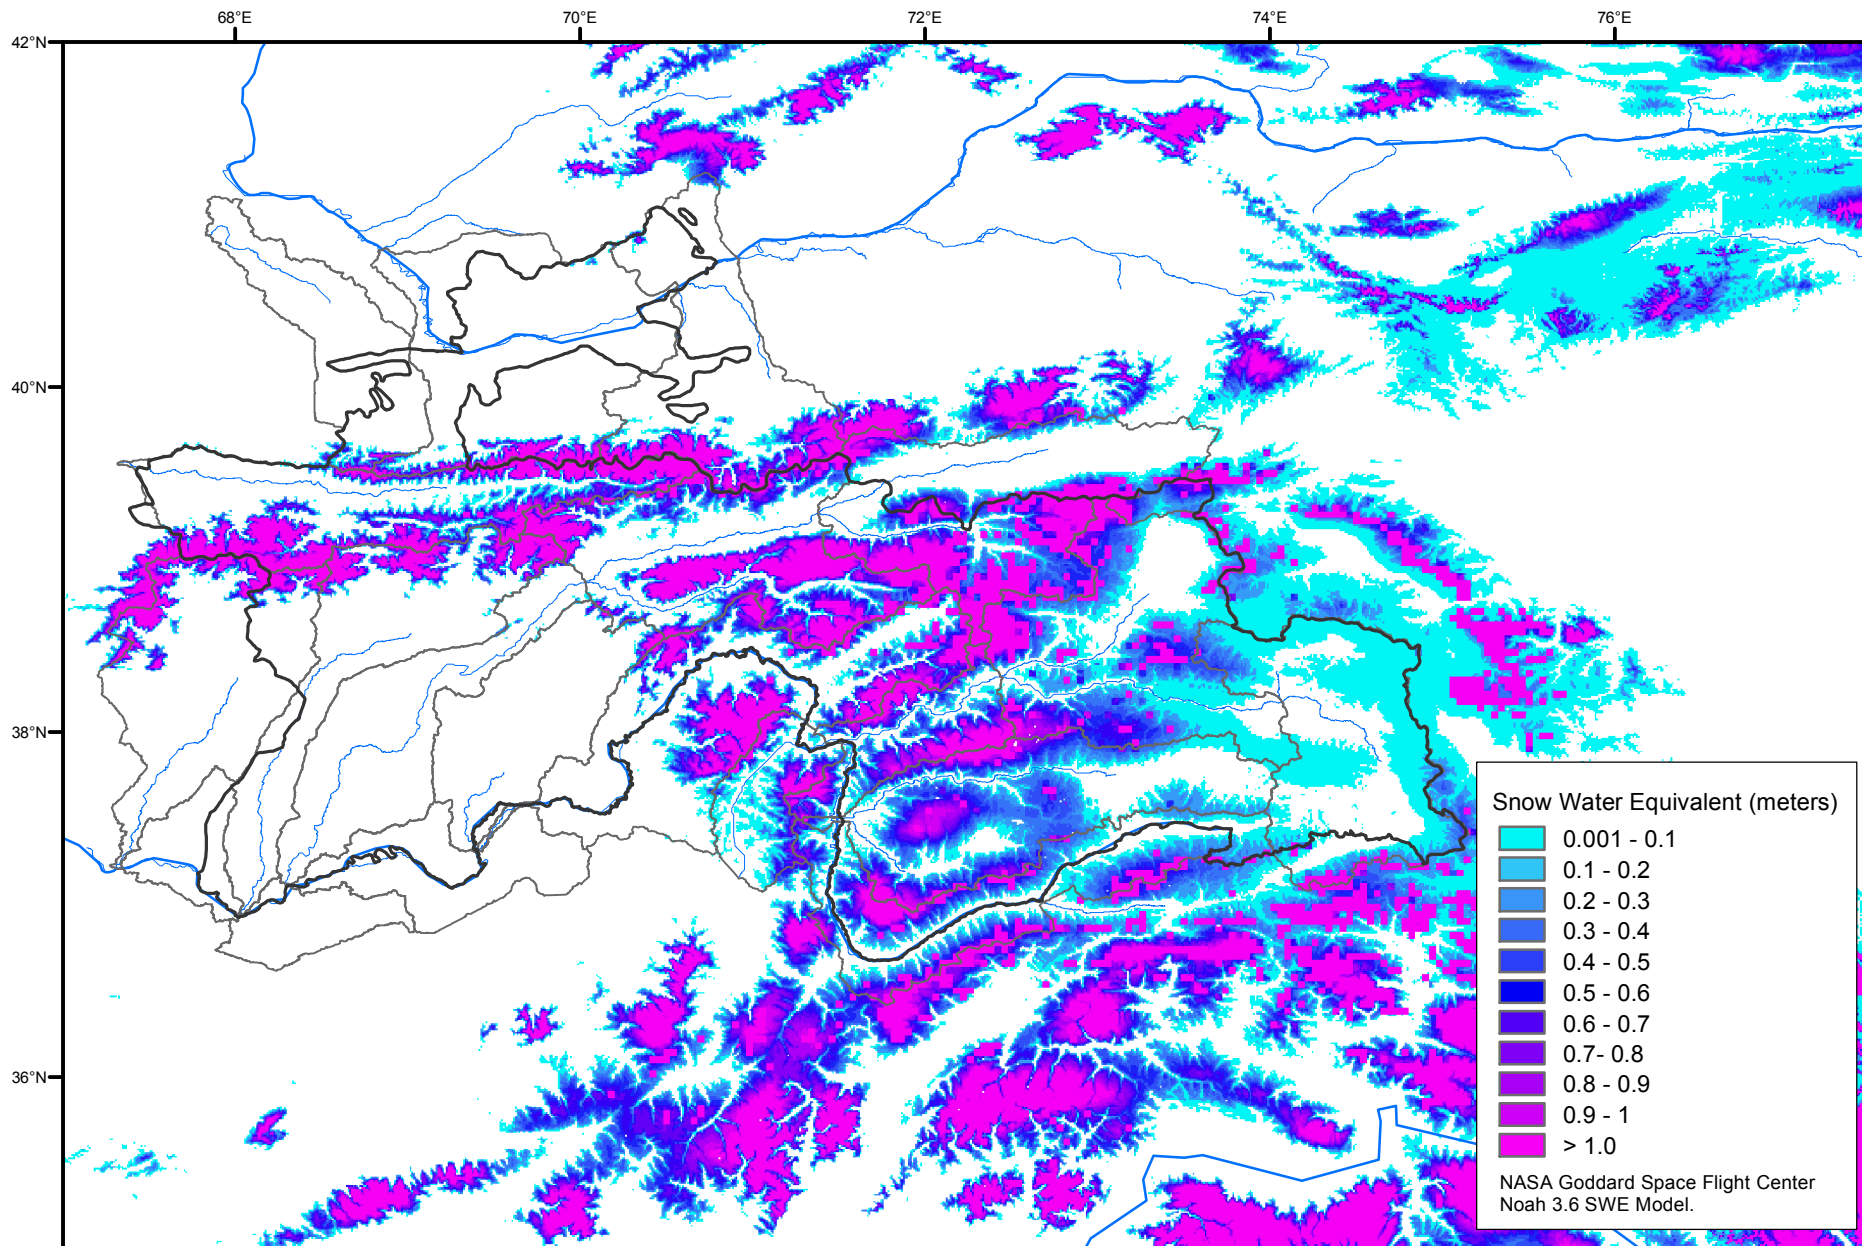 68°E 70°E 72°E 74°E 76°E
42°N
40°N
38°N
36°N
Snow Water Equivalent (meters)
0.001 - 0.1
0.1 - 0.2
0.2 - 0.3
0.3 - 0.4
0.4 - 0.5
0.5 - 0.6
0.6 - 0.7
0.7- 0.8
0.8 - 0.9
0.9 - 1
> 1.0
NASA Goddard Space Flight Center
Noah 3.6 SWE Model.